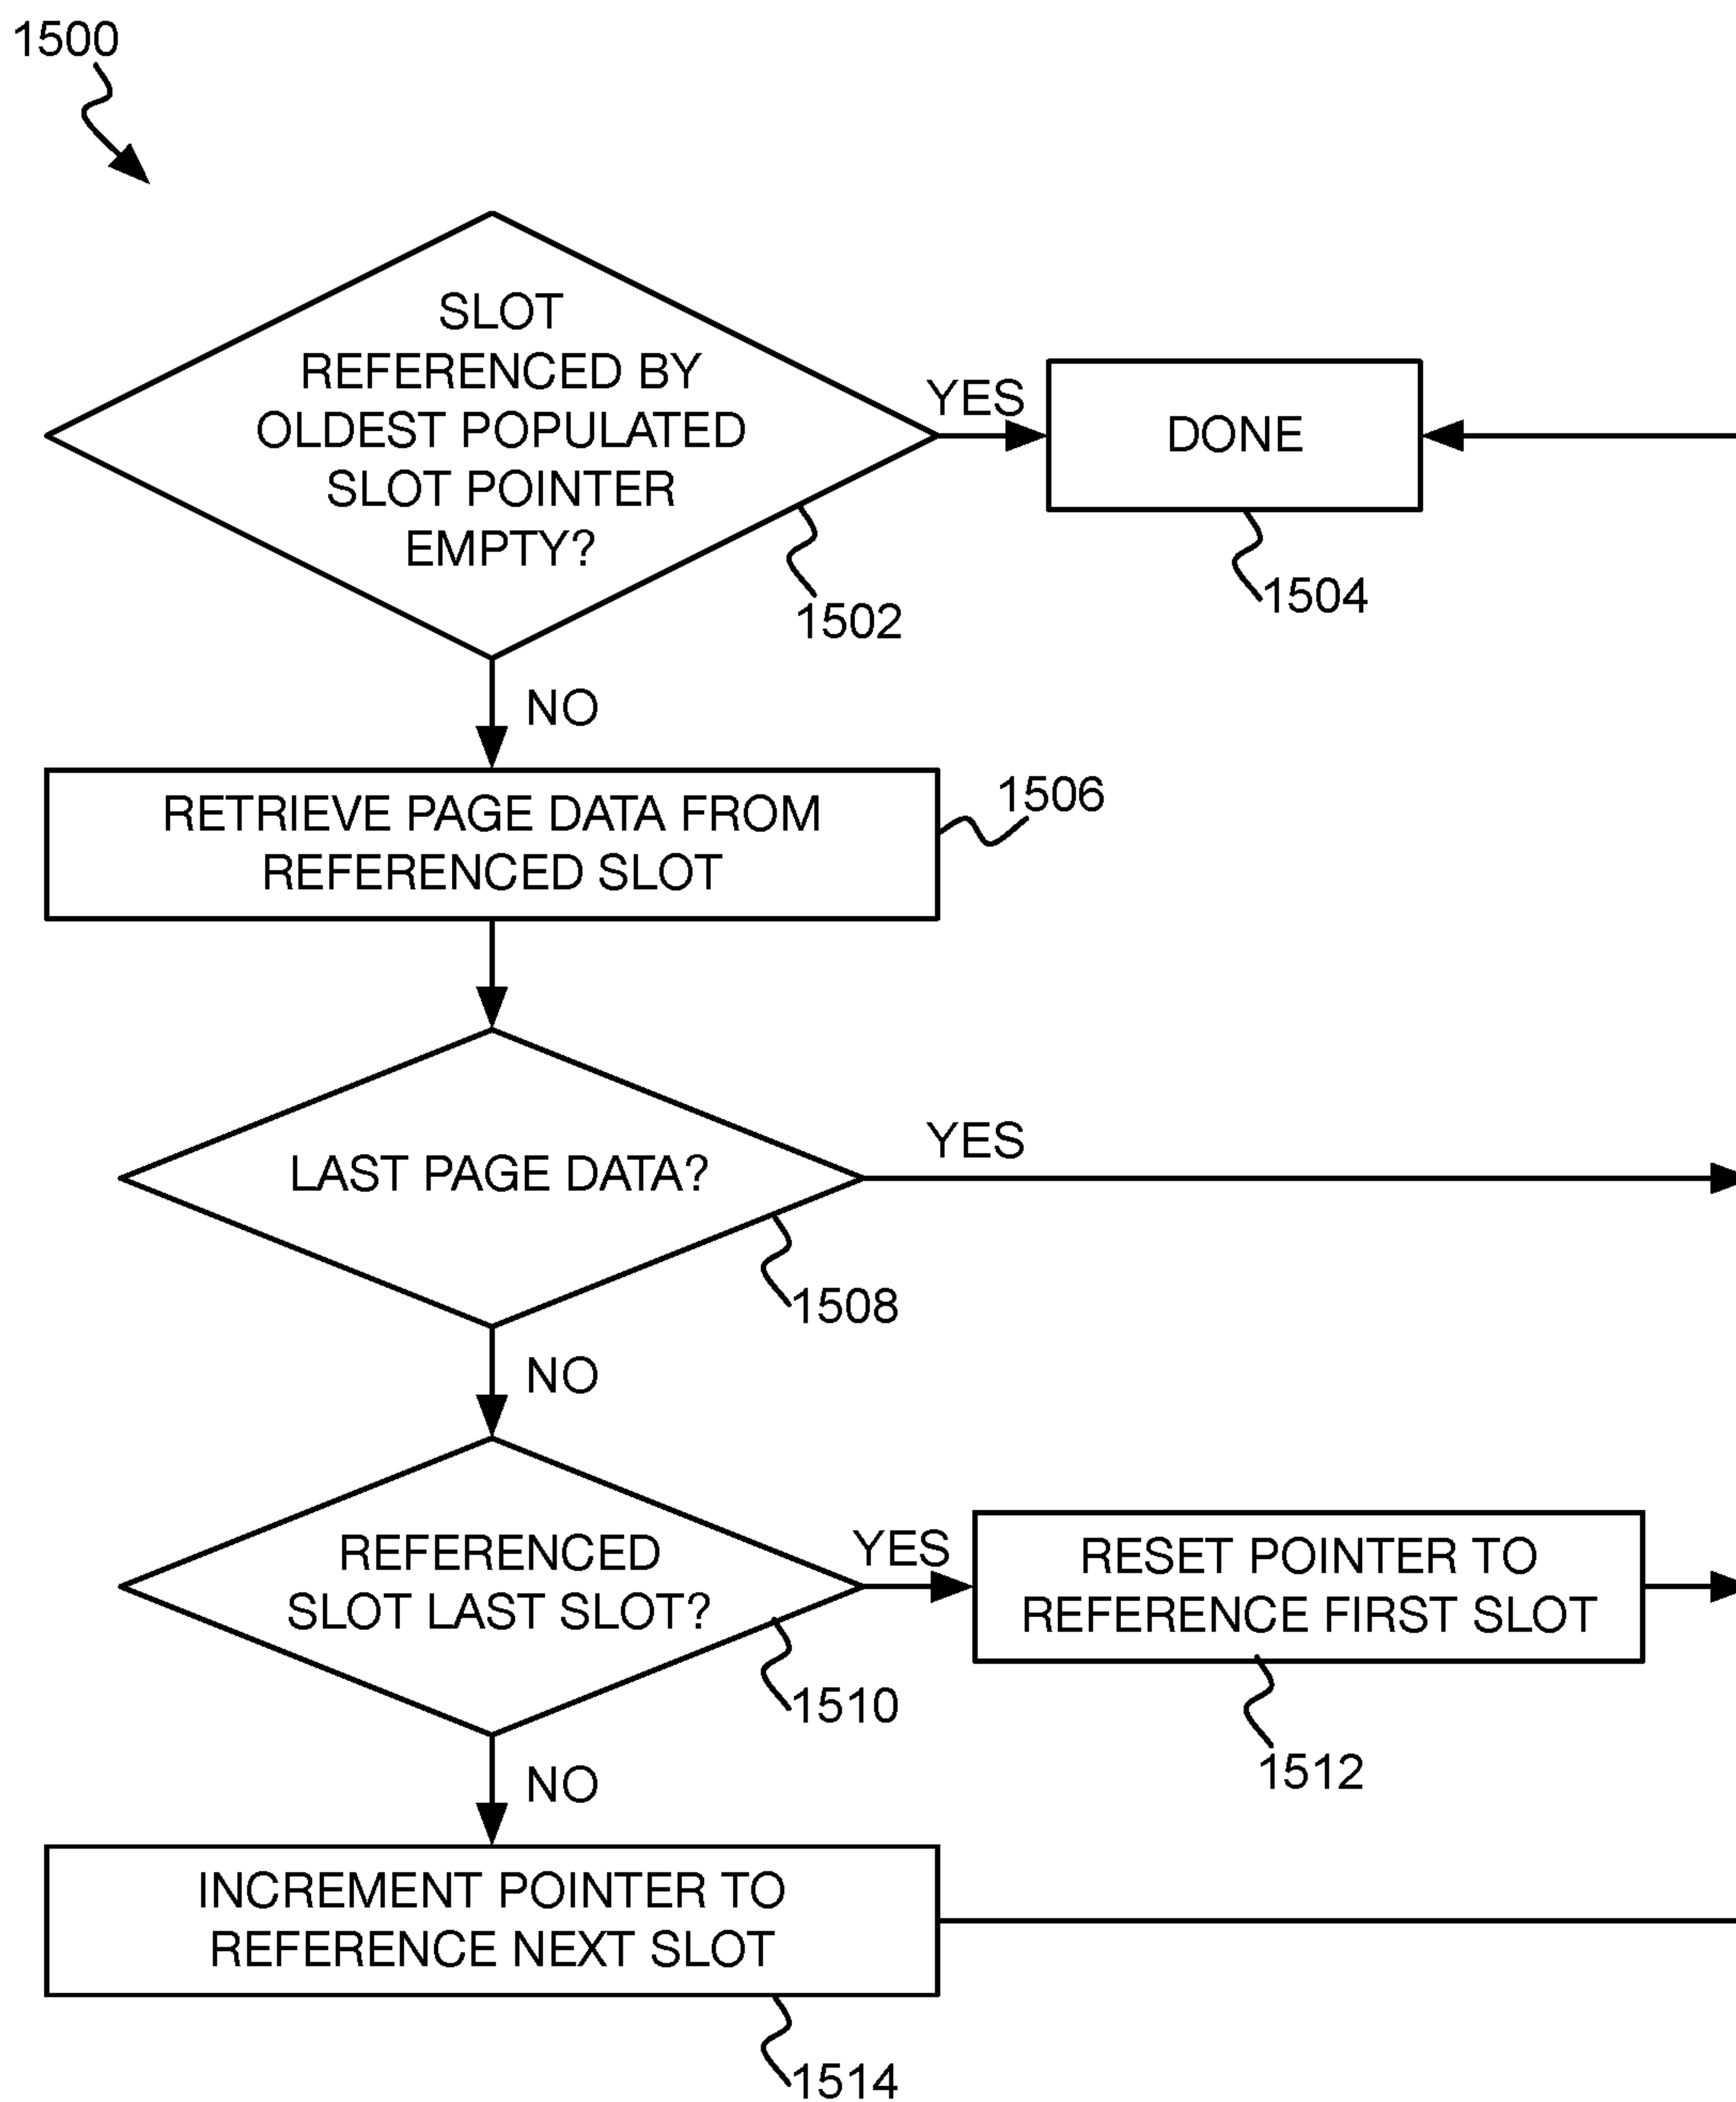 1500
SLOT
REFERENCED BY
OLDEST POPULATED
SLOT POINTER
EMPTY?
YES
DONE
1502
1504
NO
RETRIEVE PAGE DATA FROM
REFERENCED SLOT
1506
LAST PAGE DATA?
YES
1508
NO
REFERENCED
SLOT LAST SLOT?
YES
RESET POINTER TO
REFERENCE FIRST SLOT
1510
1512
NO
INCREMENT POINTER TO
REFERENCE NEXT SLOT
1514